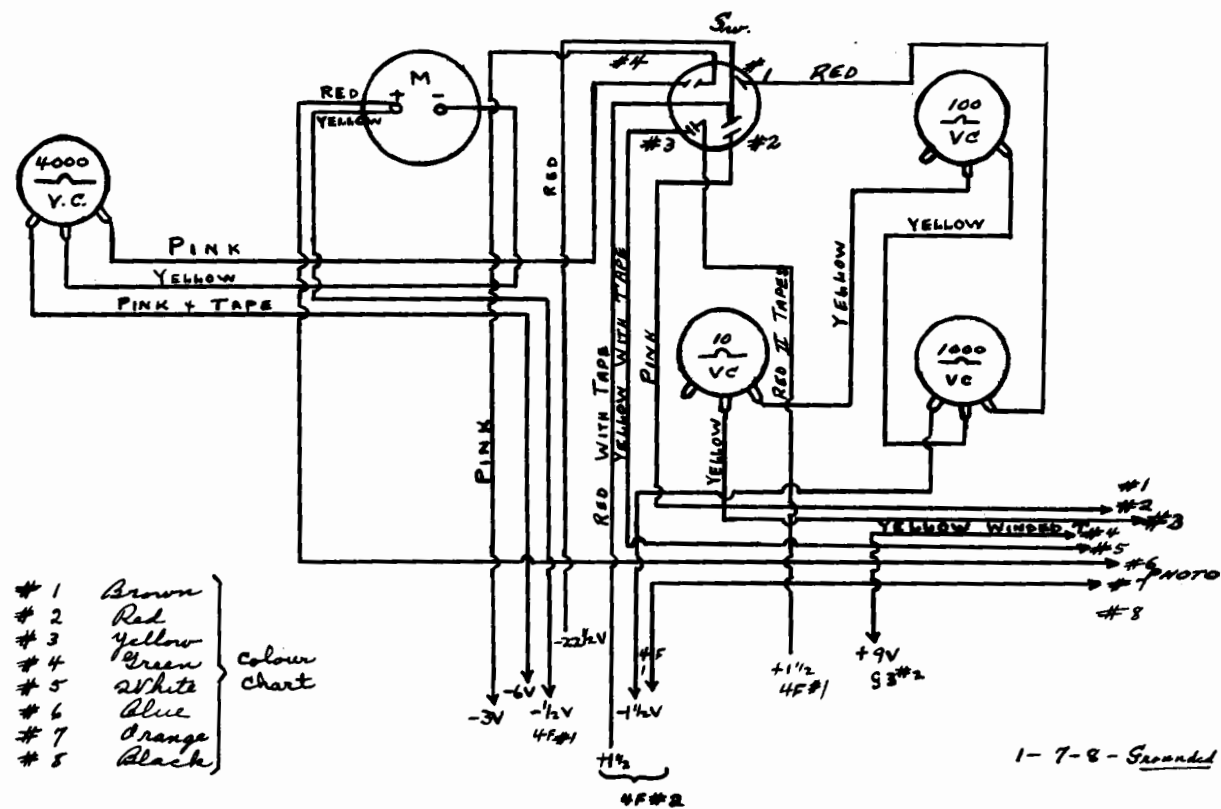 Sw.
#4
#1
RED
M
RED
+
-
YELLOW
100
VC
4000
V.C.
#3
#2
RED
PINK
YELLOW
PINK + TAPE
YELLOW
YELLOW
RED WITH TAPE
YELLOW WITH TAPE
PINK
RED II TAPES
10
VC
1000
VC
PINK
YELLOW
#1
#2
#3
YELLOW WINDED T
#4
#5
#6
#7 PHOTO
#8
# 1 Brown
# 2 Red
# 3 Yellow
# 4 Green
# 5 White
# 6 Blue
# 7 Orange
# 8 Black
Colour
Chart
-22½V
-3V
-6V
-1½V
4F#1
+1½
4F#2
-1½V
4F
1
+1½
4F#1
+9V
G3#2
1-7-8-Grounded